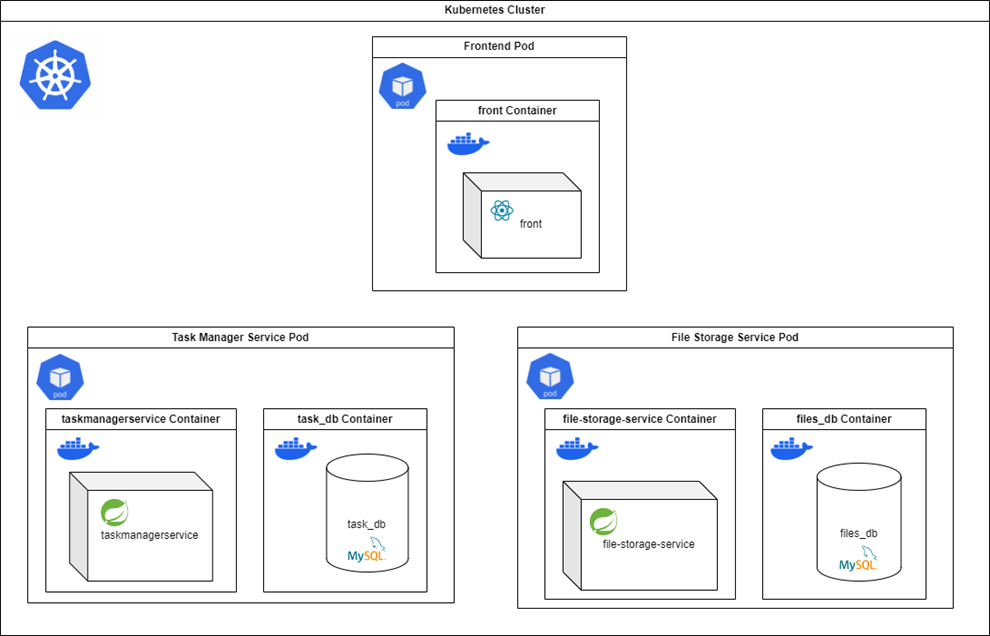 Kubernetes Cluster
Frontend Pod
pod
front Container
front
Task Manager Service Pod
pod
taskmanagerservice Container
taskmanagerservice
task_db Container
task_db
MySQL.
File Storage Service Pod
pod
file-storage-service Container
file-storage-service
files_db Container
files_db
MySQL.